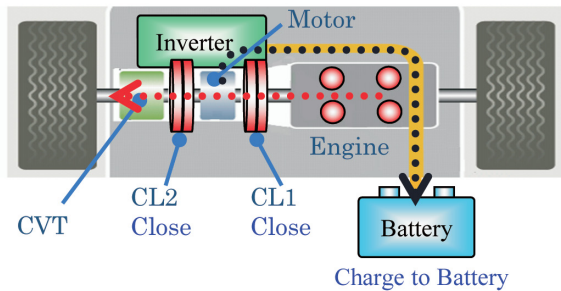 Motor
Inverter
Engine
CL2
Close
CL1
Close
CVT
Battery
Charge to Battery